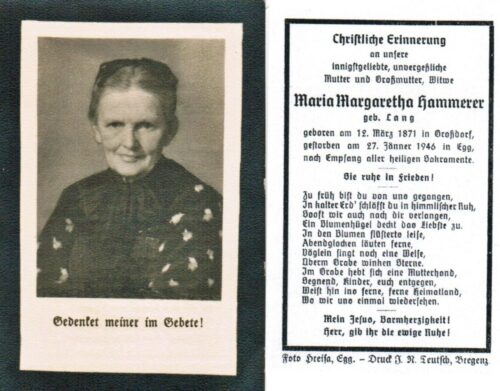 Gedenket meiner im Gebete!
Christliche Erinnerung
an unsere
innigstgeliebte, unvergeßliche
Mutter und Großmutter, Witwe
Maria Margaretha Hammerer
geb. Lang
geboren am 12. März 1871 in Großdorf,
gestorben am 27. Jänner 1946 in Egg,
nach Empfang aller heiligen Sakramente.
Sie ruhe in Frieden!
Zu früh bist du von uns gegangen,
In kalter Erd' schläfst du in himmlischer Ruh,
Sooft wir auch nach dir verlangen,
Ein Blumenhügel deckt das Liebste zu.
In den Blumen flüsterts leise,
Abendglocken läuten ferne,
Vöglein singt noch eine Weise,
Überm Grabe winken Sterne.
Im Grabe hebt sich eine Mutterhand,
Segnend, Kinder, euch entgegen,
Weist hin ins ferne, ferne Heimatland,
Wo wir uns einmal wiedersehen.
Mein Jesus, Barmherzigkeit!
Herr, gib ihr die ewige Ruhe!
Foto Hreisa, Egg. – Druck J. N. Teutsch, Bregenz